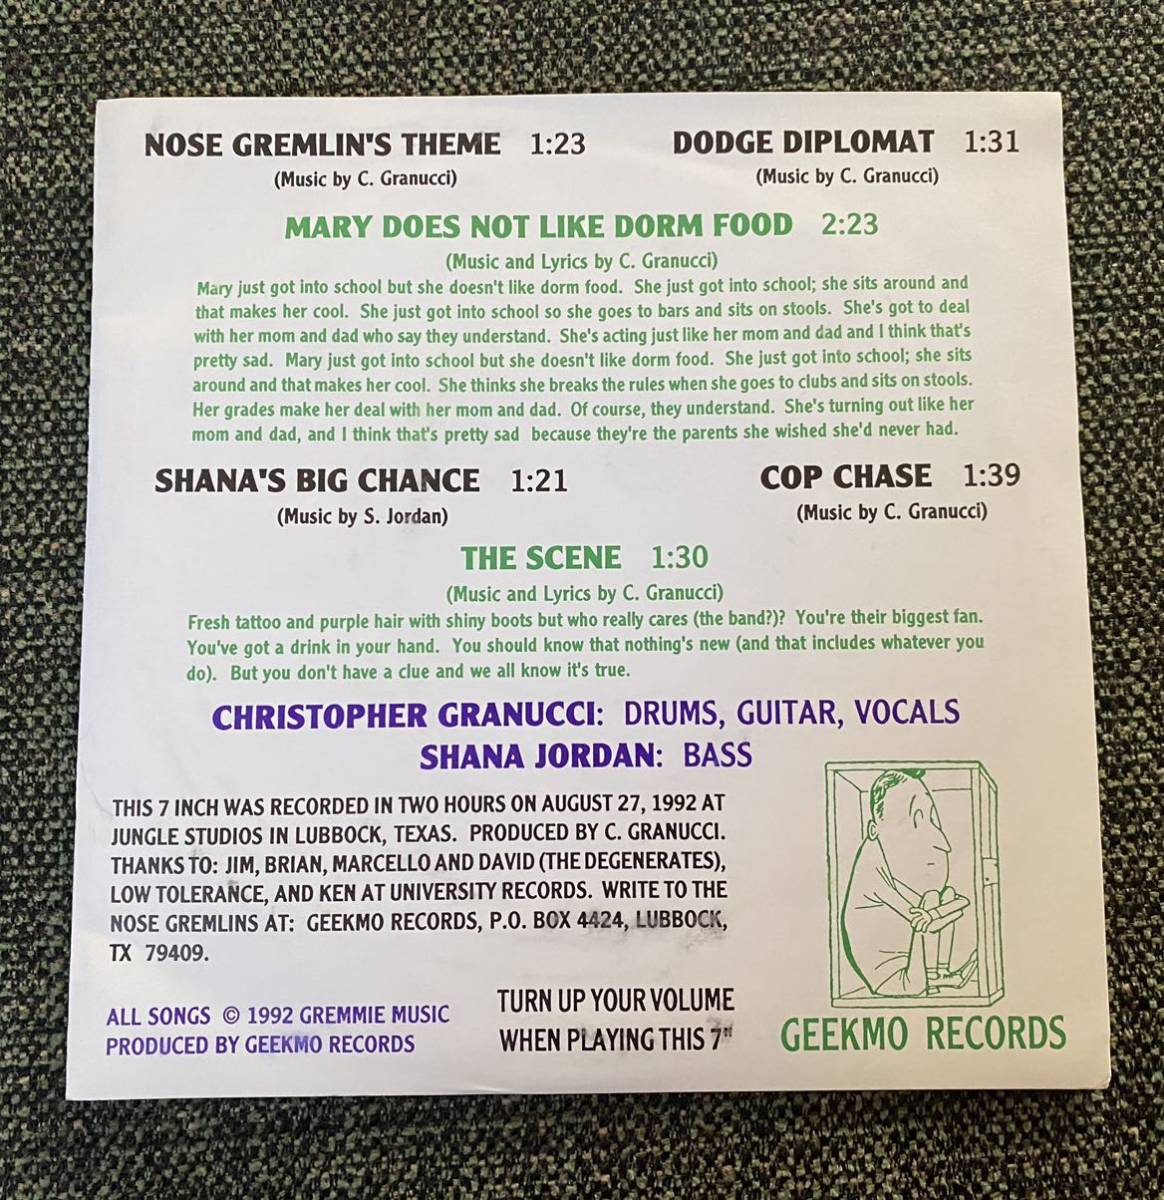 NOSE GREMLIN'S THEME 1:23
(Music by C. Granucci)
DODGE DIPLOMAT 1:31
(Music by C. Granucci)
MARY DOES NOT LIKE DORM FOOD 2:23
(Music and Lyrics by C. Granucci)
Mary just got into school but she doesn't like dorm food. She just got into school; she sits around and
that makes her cool. She just got into school so she goes to bars and sits on stools. She's got to deal
with her mom and dad who say they understand. She's acting just like her mom and dad and I think that's
pretty sad. Mary just got into school but she doesn't like dorm food. She just got into school; she sits
around and that makes her cool. She thinks she breaks the rules when she goes to clubs and sits on stools.
Her grades make her deal with her mom and dad. Of course, they understand. She's turning out like her
mom and dad, and I think that's pretty sad because they're the parents she wished she'd never had.
SHANA'S BIG CHANCE 1:21
(Music by S. Jordan)
COP CHASE 1:39
(Music by C. Granucci)
THE SCENE 1:30
(Music and Lyrics by C. Granucci)
Fresh tattoo and purple hair with shiny boots but who really cares (the band?)? You're their biggest fan.
You've got a drink in your hand. You should know that nothing's new (and that includes whatever you
do). But you don't have a clue and we all know it's true.
CHRISTOPHER GRANUCCI: DRUMS, GUITAR, VOCALS
SHANA JORDAN: BASS
THIS 7 INCH WAS RECORDED IN TWO HOURS ON AUGUST 27, 1992 AT
JUNGLE STUDIOS IN LUBBOCK, TEXAS. PRODUCED BY C. GRANUCCI.
THANKS TO: JIM, BRIAN, MARCELLO AND DAVID (THE DEGENERATES),
LOW TOLERANCE, AND KEN AT UNIVERSITY RECORDS. WRITE TO THE
NOSE GREMLINS AT: GEEKMO RECORDS, P.O. BOX 4424, LUBBOCK,
TX 79409.
ALL SONGS © 1992 GREMMIE MUSIC
PRODUCED BY GEEKMO RECORDS
TURN UP YOUR VOLUME
WHEN PLAYING THIS 7"
GEEKMO RECORDS